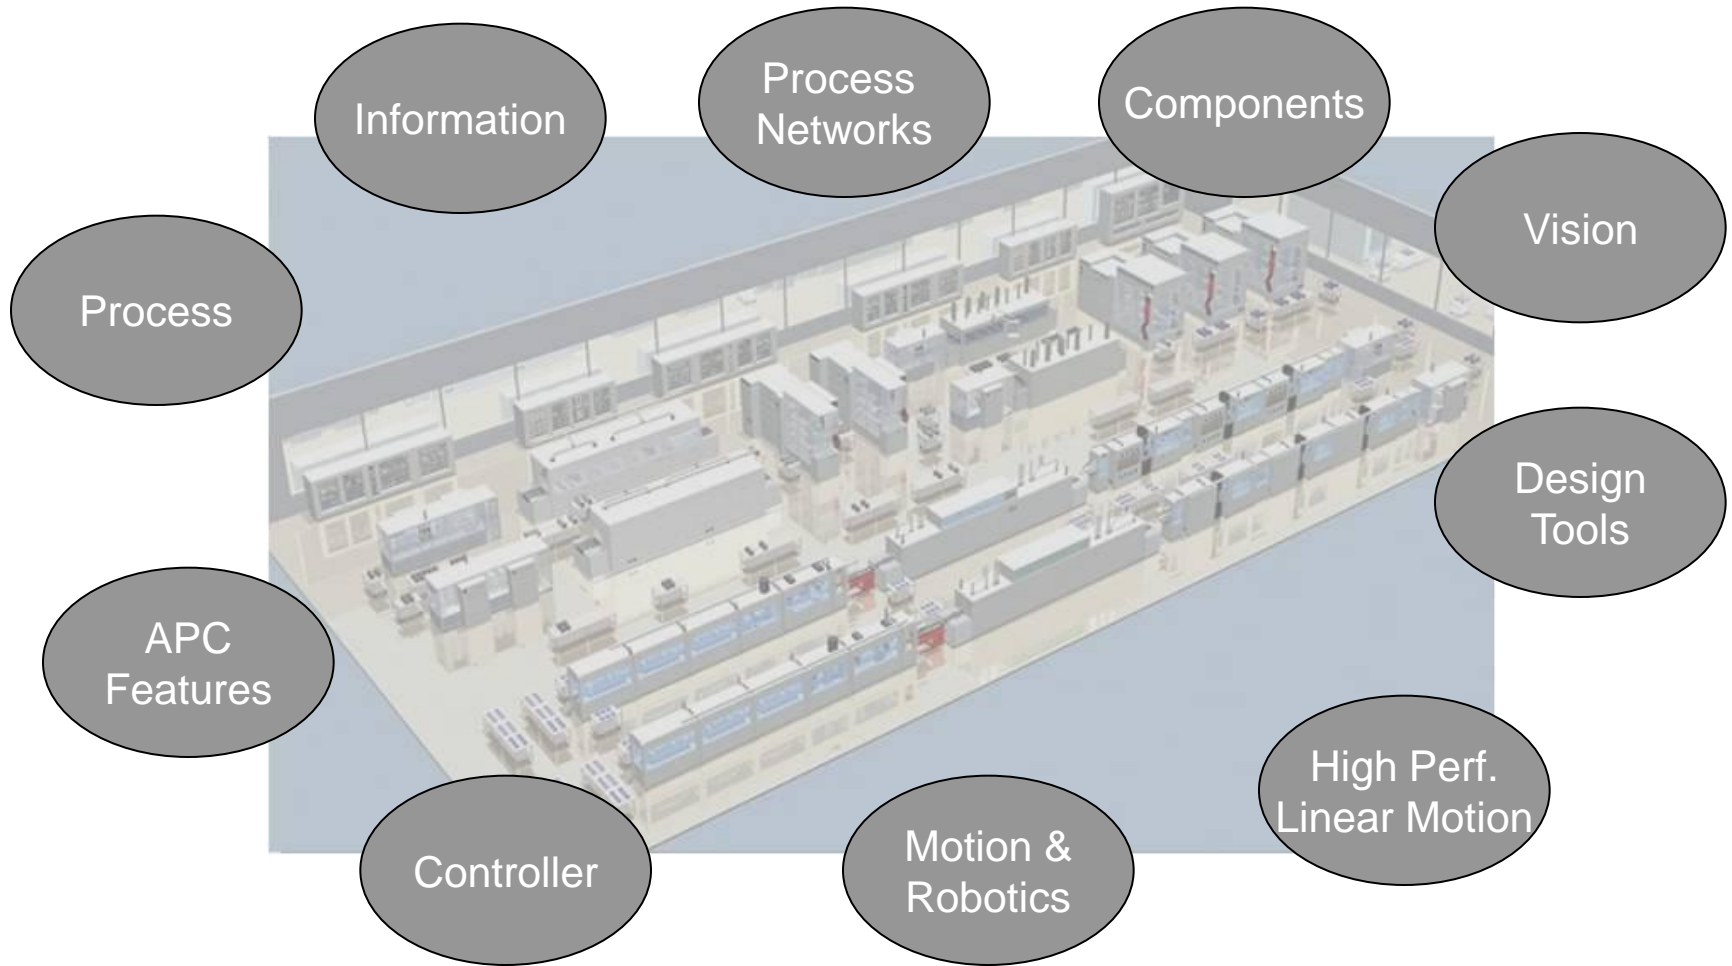 Information
Process
Networks
Components
Vision
Process
Design
Tools
APC
Features
High Perf.
Linear Motion
Controller
Motion &
Robotics